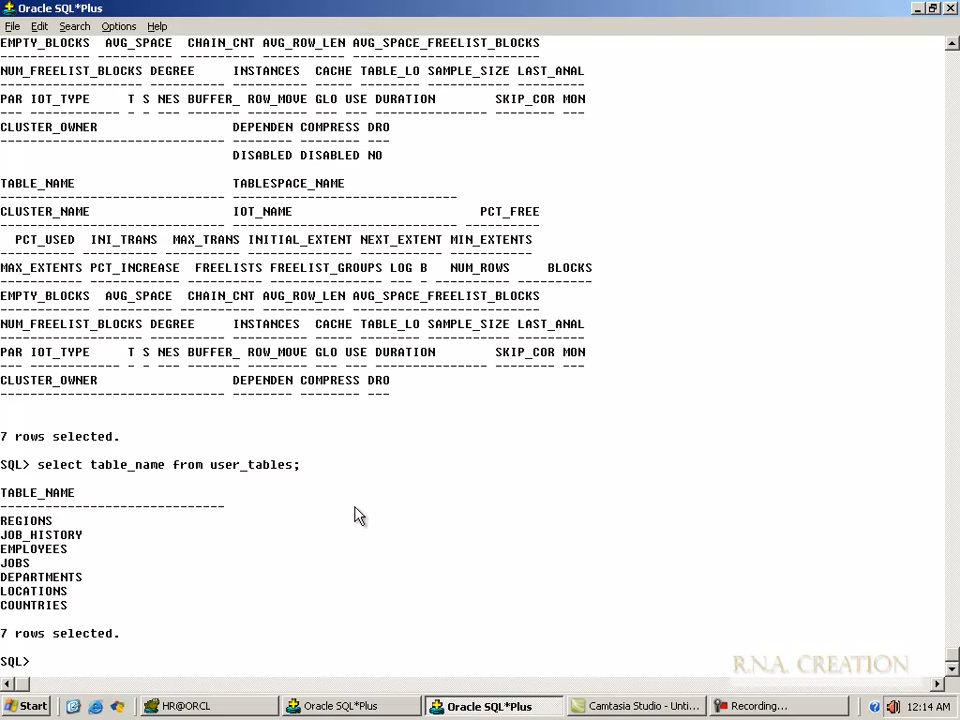 Oracle SQL*Plus
File Edit Search Options Help
EMPTY_BLOCKS AVG_SPACE CHAIN_CNT AVG_ROW_LEN AVG_SPACE_FREELIST_BLOCKS
------------ ---------- ---------- ----------- -------------------------
NUM_FREELIST_BLOCKS DEGREE INSTANCES CACHE TABLE_LO SAMPLE_SIZE LAST_ANAL
------------------- ---------- ---------- ----- -------- ----------- ---------
PAR IOT_TYPE T S NES BUFFER_ ROW_MOVE GLO USE DURATION SKIP_COR MON
--- ------------ - - --- ------- -------- --- --- --------------- -------- ---
CLUSTER_OWNER DEPENDEN COMPRESS DRO
------------------------------ -------- -------- ---
DISABLED DISABLED NO
TABLE_NAME TABLESPACE_NAME
------------------------------ ------------------------------
CLUSTER_NAME IOT_NAME PCT_FREE
------------------------------ ------------------------------ ----------
PCT_USED INI_TRANS MAX_TRANS INITIAL_EXTENT NEXT_EXTENT MIN_EXTENTS
---------- ---------- ---------- -------------- ----------- -----------
MAX_EXTENTS PCT_INCREASE FREELISTS FREELIST_GROUPS LOG B NUM_ROWS BLOCKS
----------- ------------ ---------- --------------- --- - ---------- ----------
EMPTY_BLOCKS AVG_SPACE CHAIN_CNT AVG_ROW_LEN AVG_SPACE_FREELIST_BLOCKS
------------ ---------- ---------- ----------- -------------------------
NUM_FREELIST_BLOCKS DEGREE INSTANCES CACHE TABLE_LO SAMPLE_SIZE LAST_ANAL
------------------- ---------- ---------- ----- -------- ----------- ---------
PAR IOT_TYPE T S NES BUFFER_ ROW_MOVE GLO USE DURATION SKIP_COR MON
--- ------------ - - --- ------- -------- --- --- --------------- -------- ---
CLUSTER_OWNER DEPENDEN COMPRESS DRO
------------------------------ -------- -------- ---
7 rows selected.
SQL> select table_name from user_tables;
TABLE_NAME
------------------------------
REGIONS
JOB_HISTORY
EMPLOYEES
JOBS
DEPARTMENTS
LOCATIONS
COUNTRIES
7 rows selected.
SQL>
R.N.A. CREATION
Start HR@ORCL Oracle SQL*Plus Oracle SQL*Plus Camtasia Studio - Unti... Recording... 12:14 AM